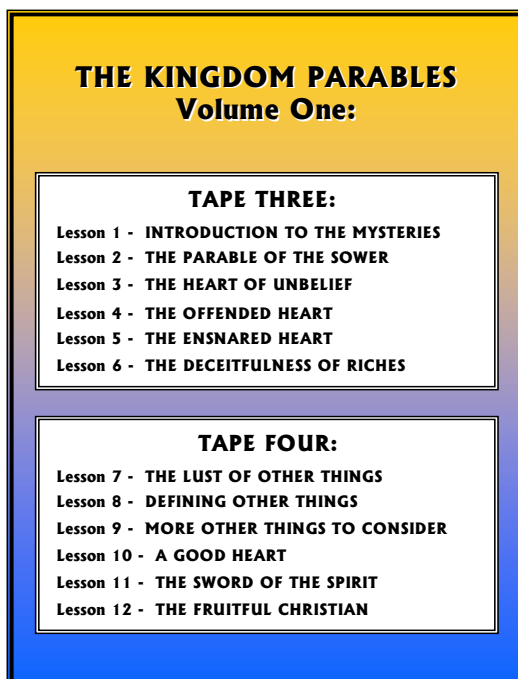 THE KINGDOM PARABLES
Volume One:
TAPE THREE:
Lesson 1 - INTRODUCTION TO THE MYSTERIES
Lesson 2 - THE PARABLE OF THE SOWER
Lesson 3 - THE HEART OF UNBELIEF
Lesson 4 - THE OFFENDED HEART
Lesson 5 - THE ENSNARED HEART
Lesson 6 - THE DECEITFULNESS OF RICHES
TAPE FOUR:
Lesson 7 - THE LUST OF OTHER THINGS
Lesson 8 - DEFINING OTHER THINGS
Lesson 9 - MORE OTHER THINGS TO CONSIDER
Lesson 10 - A GOOD HEART
Lesson 11 - THE SWORD OF THE SPIRIT
Lesson 12 - THE FRUITFUL CHRISTIAN